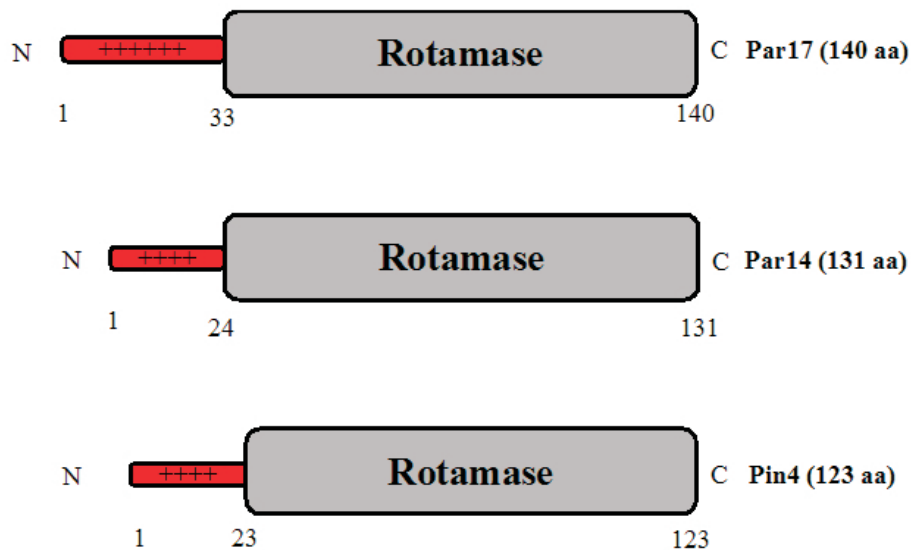 N ++++++ Rotamase C Par17 (140 aa)
1 33 140
N ++++ Rotamase C Par14 (131 aa)
1 24 131
N ++++ Rotamase C Pin4 (123 aa)
1 23 123